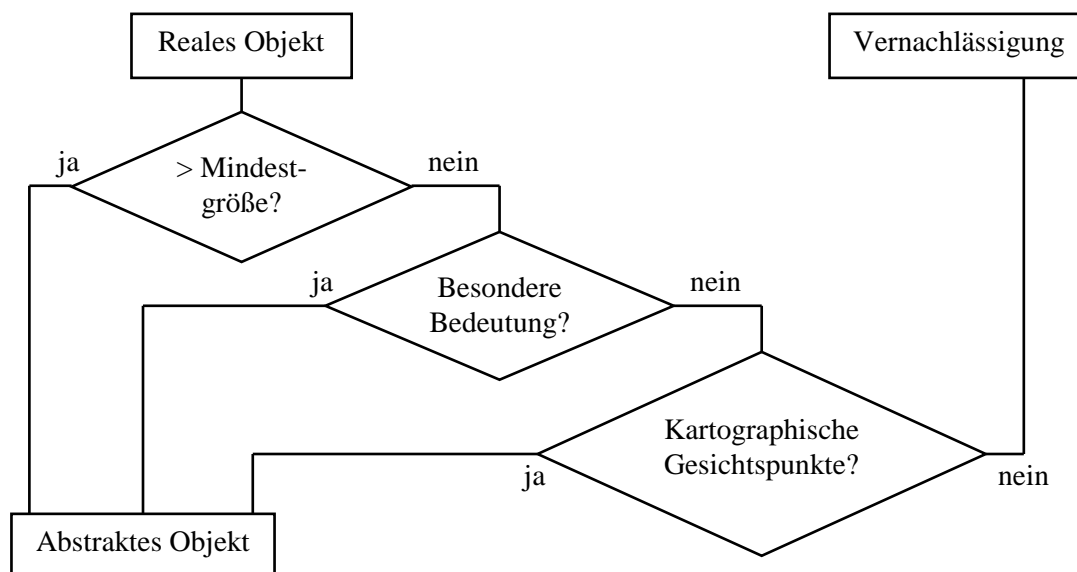 Reales Objekt
Vernachlässigung
ja
> Mindest-
größe?
nein
ja
Besondere
Bedeutung?
nein
Kartographische
Gesichtspunkte?
ja
nein
Abstraktes Objekt